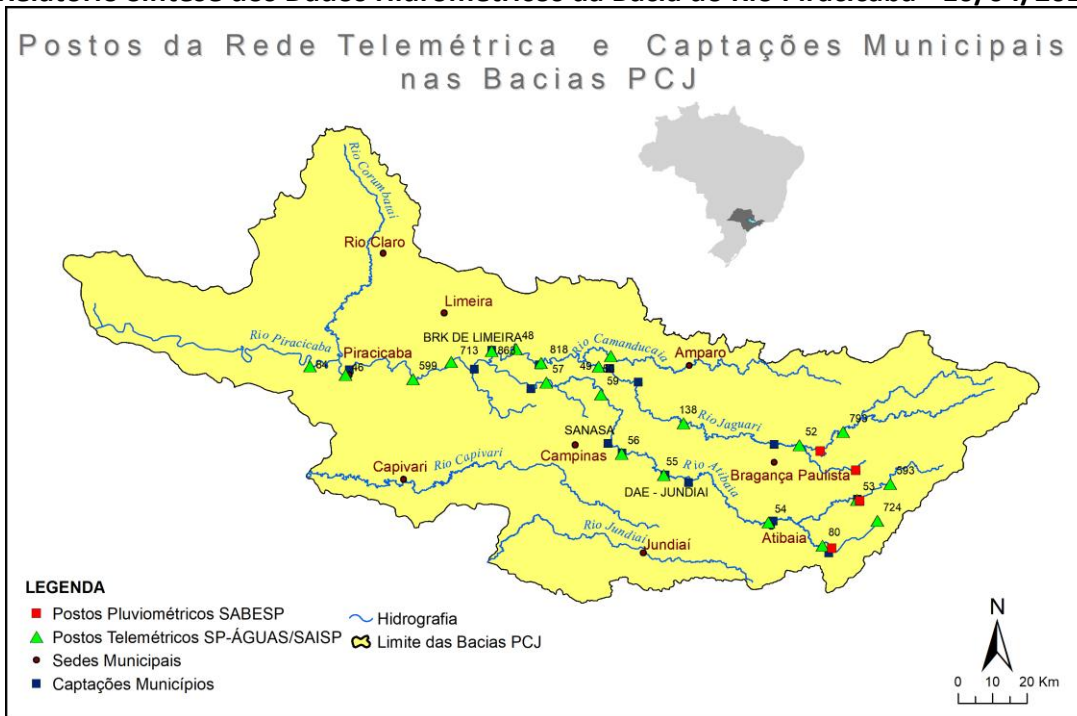 Postos da Rede Telemétrica e Captações Municipais
nas Bacias PCJ
Rio Corumbataí
Rio Claro
Limeira
BRK DE LIMEIRA
48
Rio Piracicaba
Piracicaba
713
818
Rio Camanducaia
Amparo
46
599
57
49
59
138
Rio Jaguari
52
SANASA
Campinas
56
Bragança Paulista
Capivari
Rio Capivari
55
Rio Atibaia
53
593
DAE - JUNDIAI
54
724
Rio Jundiaí
Jundiaí
Atibaia
80
LEGENDA
Postos Pluviométricos SABESP
Hidrografia
Postos Telemétricos SP-ÁGUAS/SAISP
Limite das Bacias PCJ
Sedes Municipais
Captações Municípios
N
0 10 20 Km